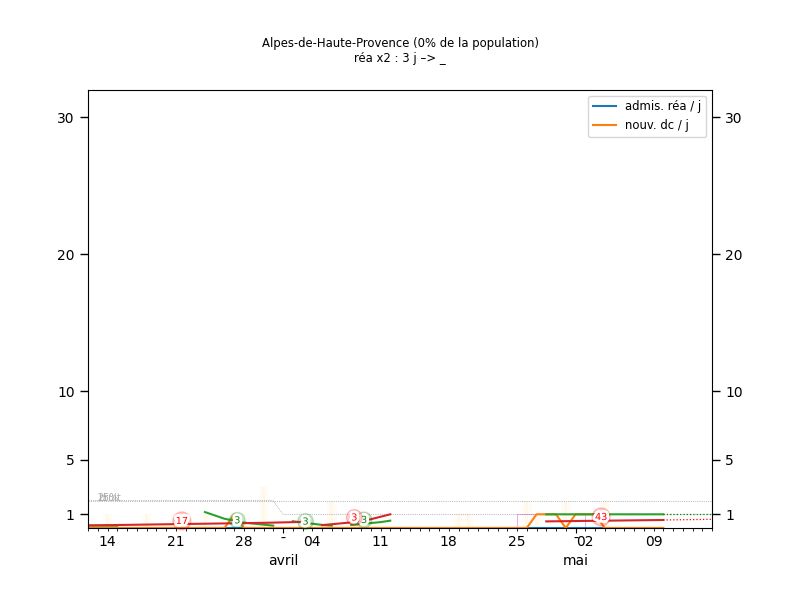 Alpes-de-Haute-Provence (0% de la population)
réa x2 : 3 j –> _
admis. réa / j
nouv. dc / j
30 30
20 20
10 10
5 5
1 1
17 3 3 3 3 43
14 21 28 - 04 11 18 25 - 02 09
avril mai